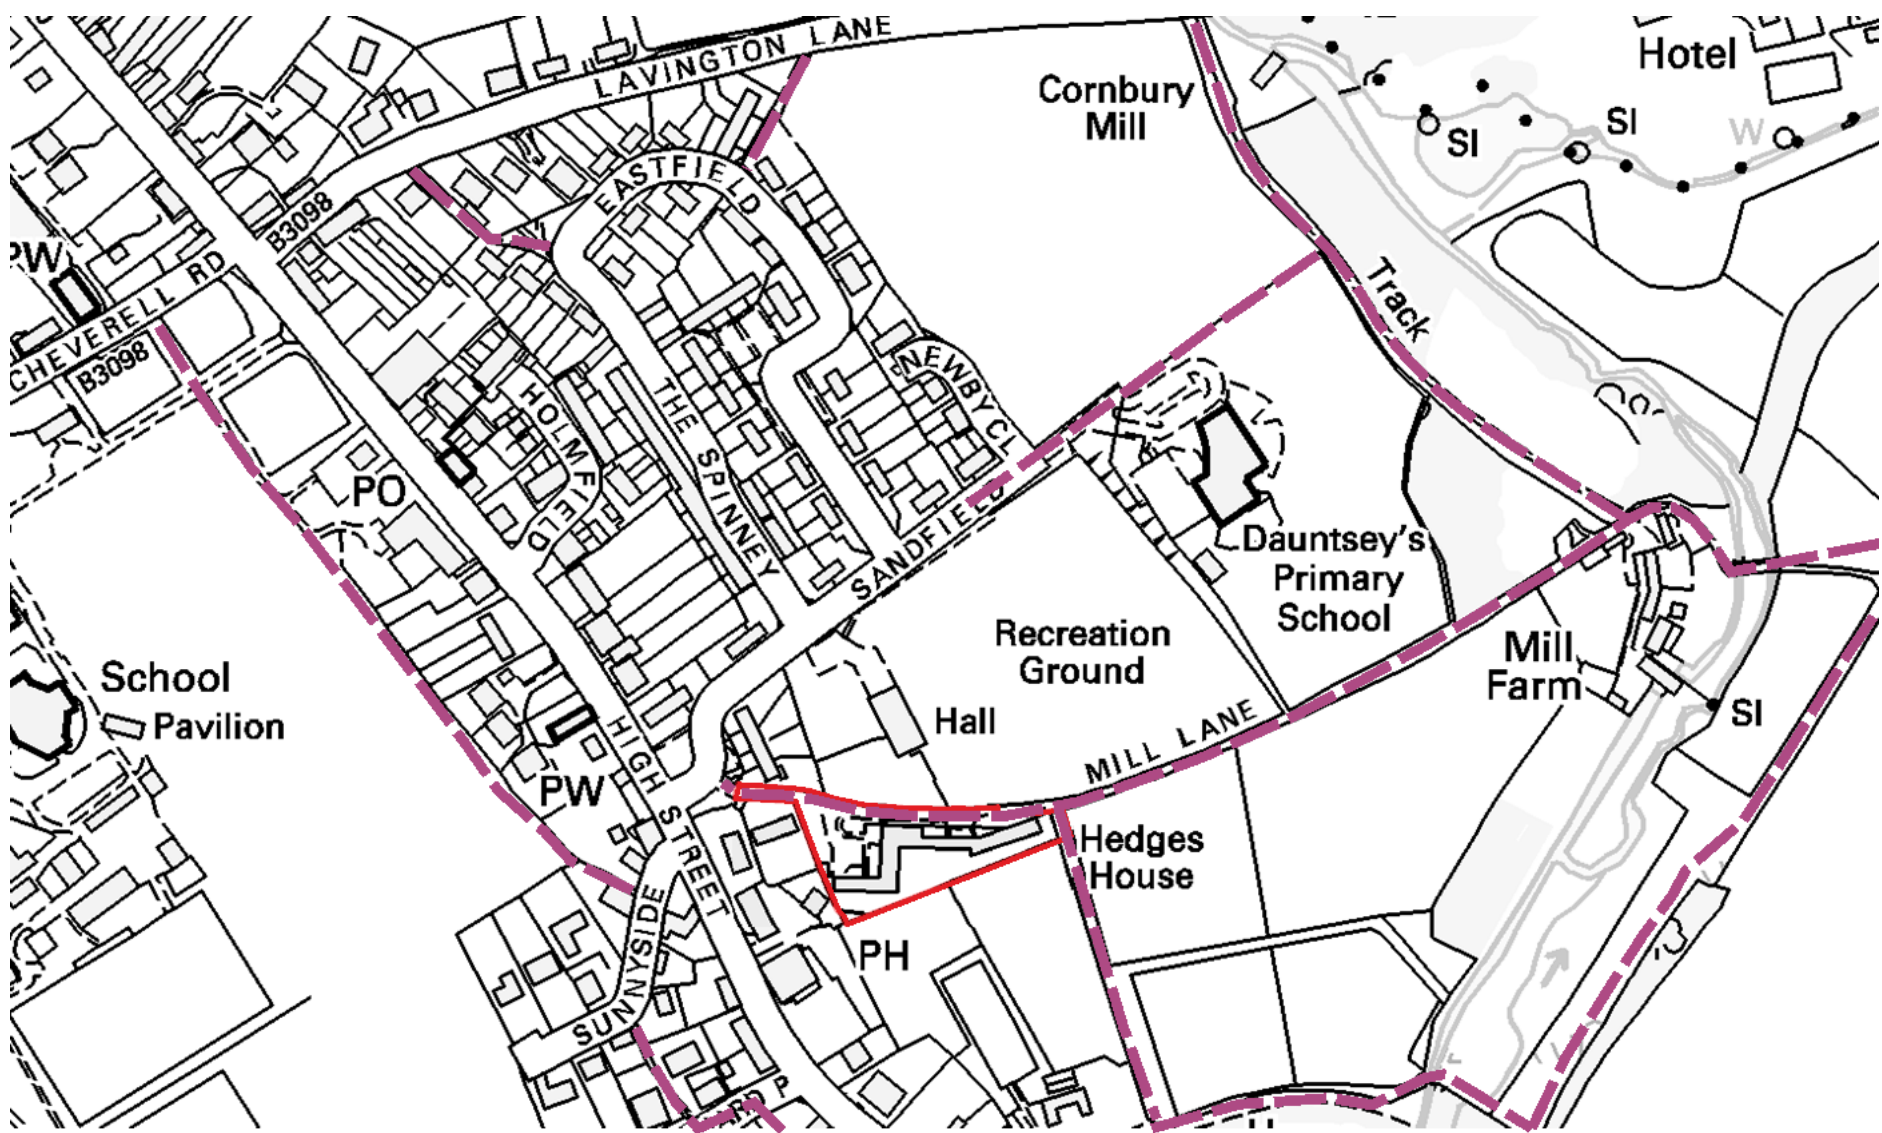 LAVINGTON LANE
Hotel
Cornbury
Mill
SI
SI
W
EASTFIELD
B3098
PW
CHEVERELL RD
B3098
Track
NEWBY CL
HOLMFIELD
THE SPINNEY
PO
SANDFIELD
Dauntsey's
Primary
School
Recreation
Ground
Mill
Farm
School
Pavilion
Hall
SI
MILL LANE
PW
HIGH STREET
Hedges
House
SUNNYSIDE
PH